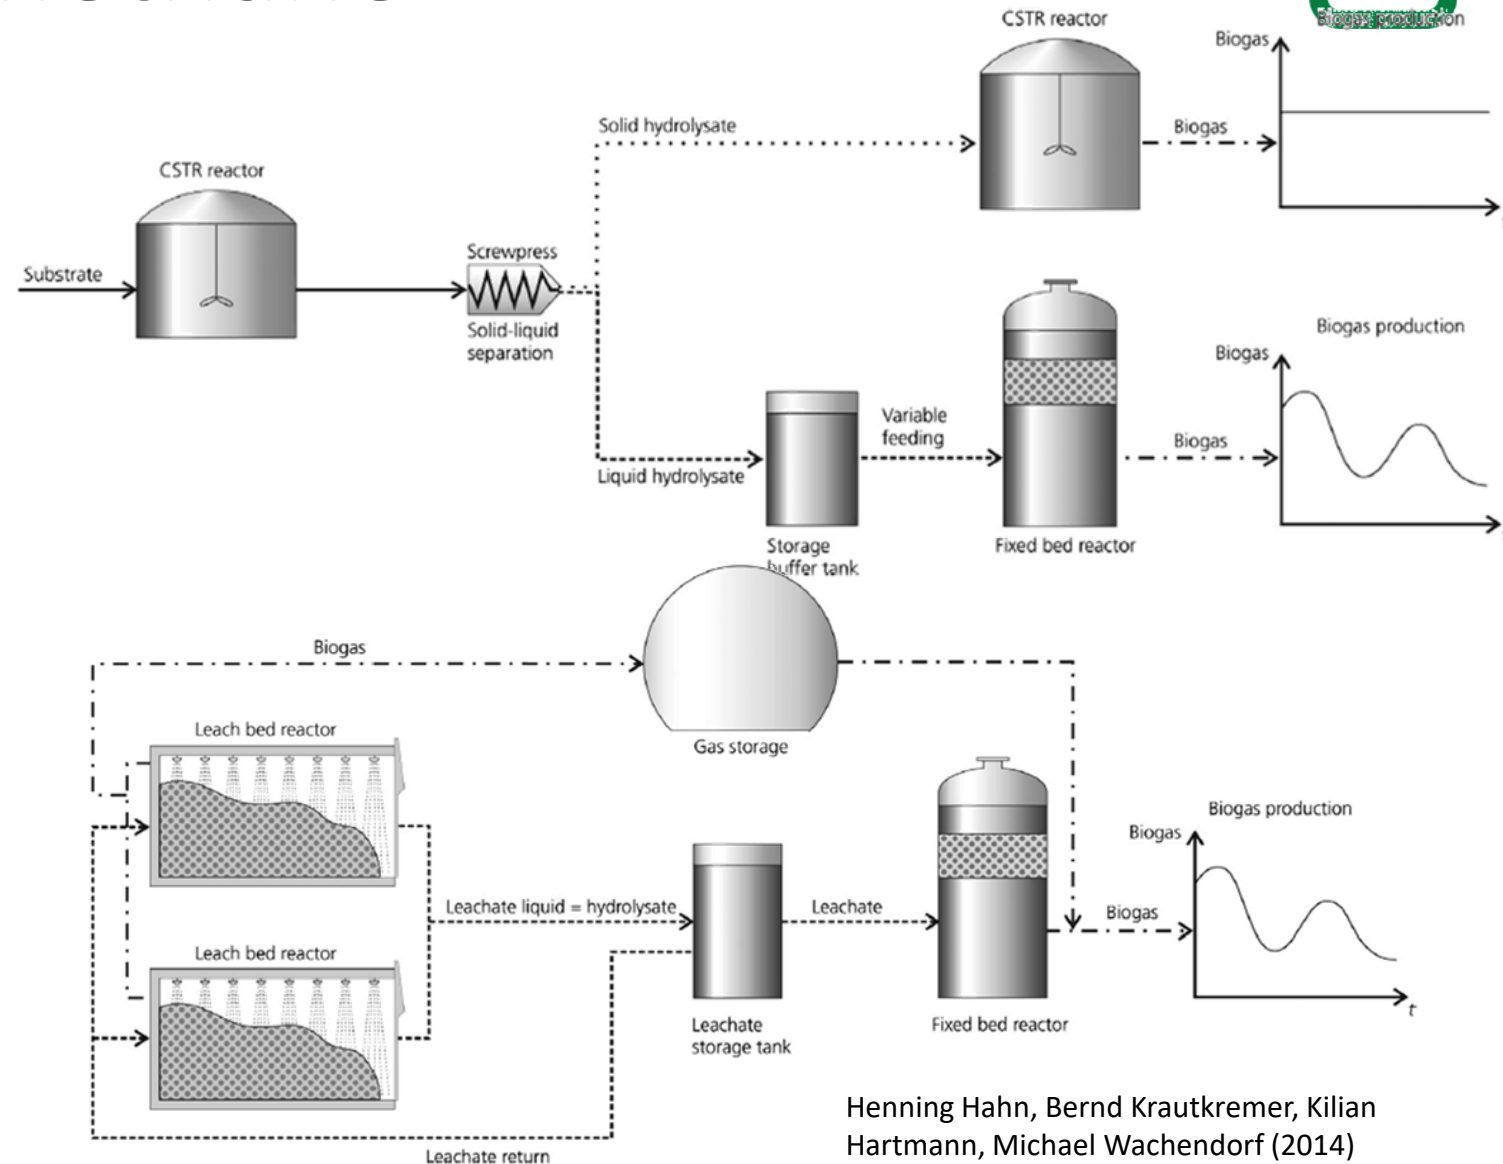 CSTR reactor
Biogas production
Biogas
Solid hydrolysate
Biogas
CSTR reactor
Substrate
Screwpress
Solid-liquid
separation
Biogas production
Biogas
Variable
feeding
Biogas
Liquid hydrolysate
Storage
buffer tank
Fixed bed reactor
Biogas
Gas storage
Leach bed reactor
Biogas production
Biogas
Leachate liquid = hydrolysate
Leachate
Biogas
Leach bed reactor
t
Leachate
storage tank
Fixed bed reactor
Leachate return
Henning Hahn, Bernd Krautkremer, Kilian
Hartmann, Michael Wachendorf (2014)